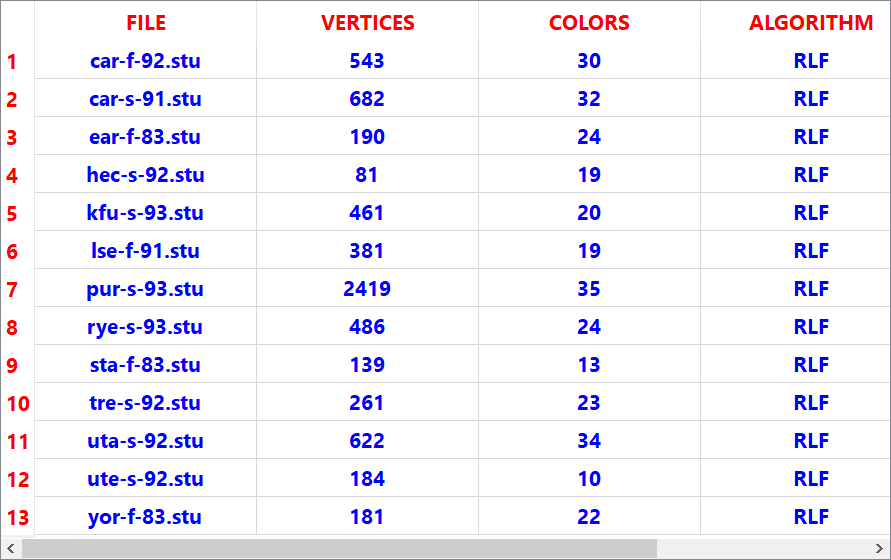 FILE VERTICES COLORS ALGORITHM
1 car-f-92.stu 543 30 RLF
2 car-s-91.stu 682 32 RLF
3 ear-f-83.stu 190 24 RLF
4 hec-s-92.stu 81 19 RLF
5 kfu-s-93.stu 461 20 RLF
6 lse-f-91.stu 381 19 RLF
7 pur-s-93.stu 2419 35 RLF
8 rye-s-93.stu 486 24 RLF
9 sta-f-83.stu 139 13 RLF
10 tre-s-92.stu 261 23 RLF
11 uta-s-92.stu 622 34 RLF
12 ute-s-92.stu 184 10 RLF
13 yor-f-83.stu 181 22 RLF